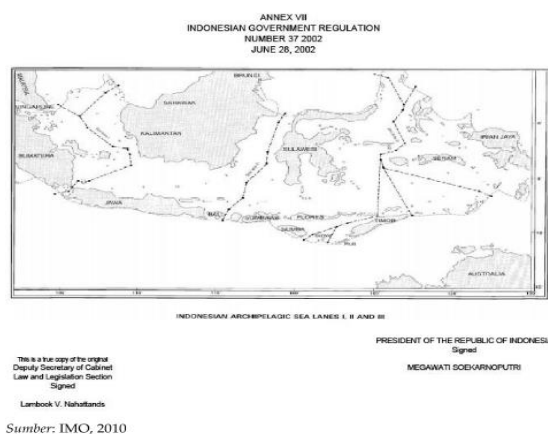 ANNEX VII
INDONESIAN GOVERNMENT REGULATION
NUMBER 37 2002
JUNE 28, 2002
BRUNEI
SINGAPURA
SARAWAK
KALIMANTAN
SUMATERA
SULAWESI
IRIAN JAYA
SERAM
JAWA
BALI
SUMBAWA
FLORES
SUMBA
TIMOR
AUSTRALIA
INDONESIAN ARCHIPELAGIC SEA LANES I, II AND III
PRESIDENT OF THE REPUBLIC OF INDONESI
Signed
MEGAWATI SOEKARNOPUTRI
This is a true copy of the original
Deputy Secretary of Cabinet
Law and Legislation Section
Signed
Lambock V. Nahattands
Sumber: IMO, 2010